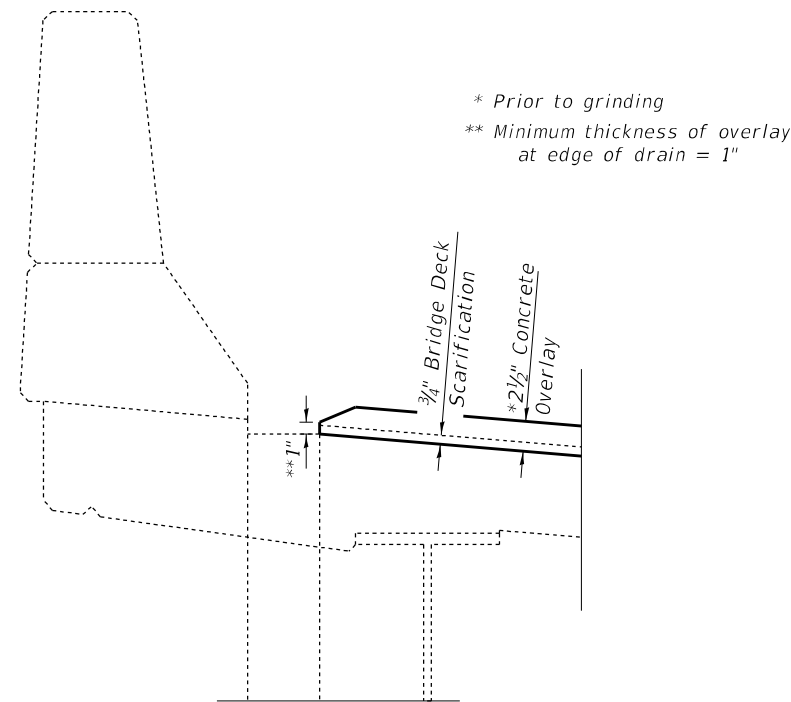 * Prior to grinding
** Minimum thickness of overlay
at edge of drain = 1"
3/4" Bridge Deck
Scarification
*2 1/2" Concrete
Overlay
**1"